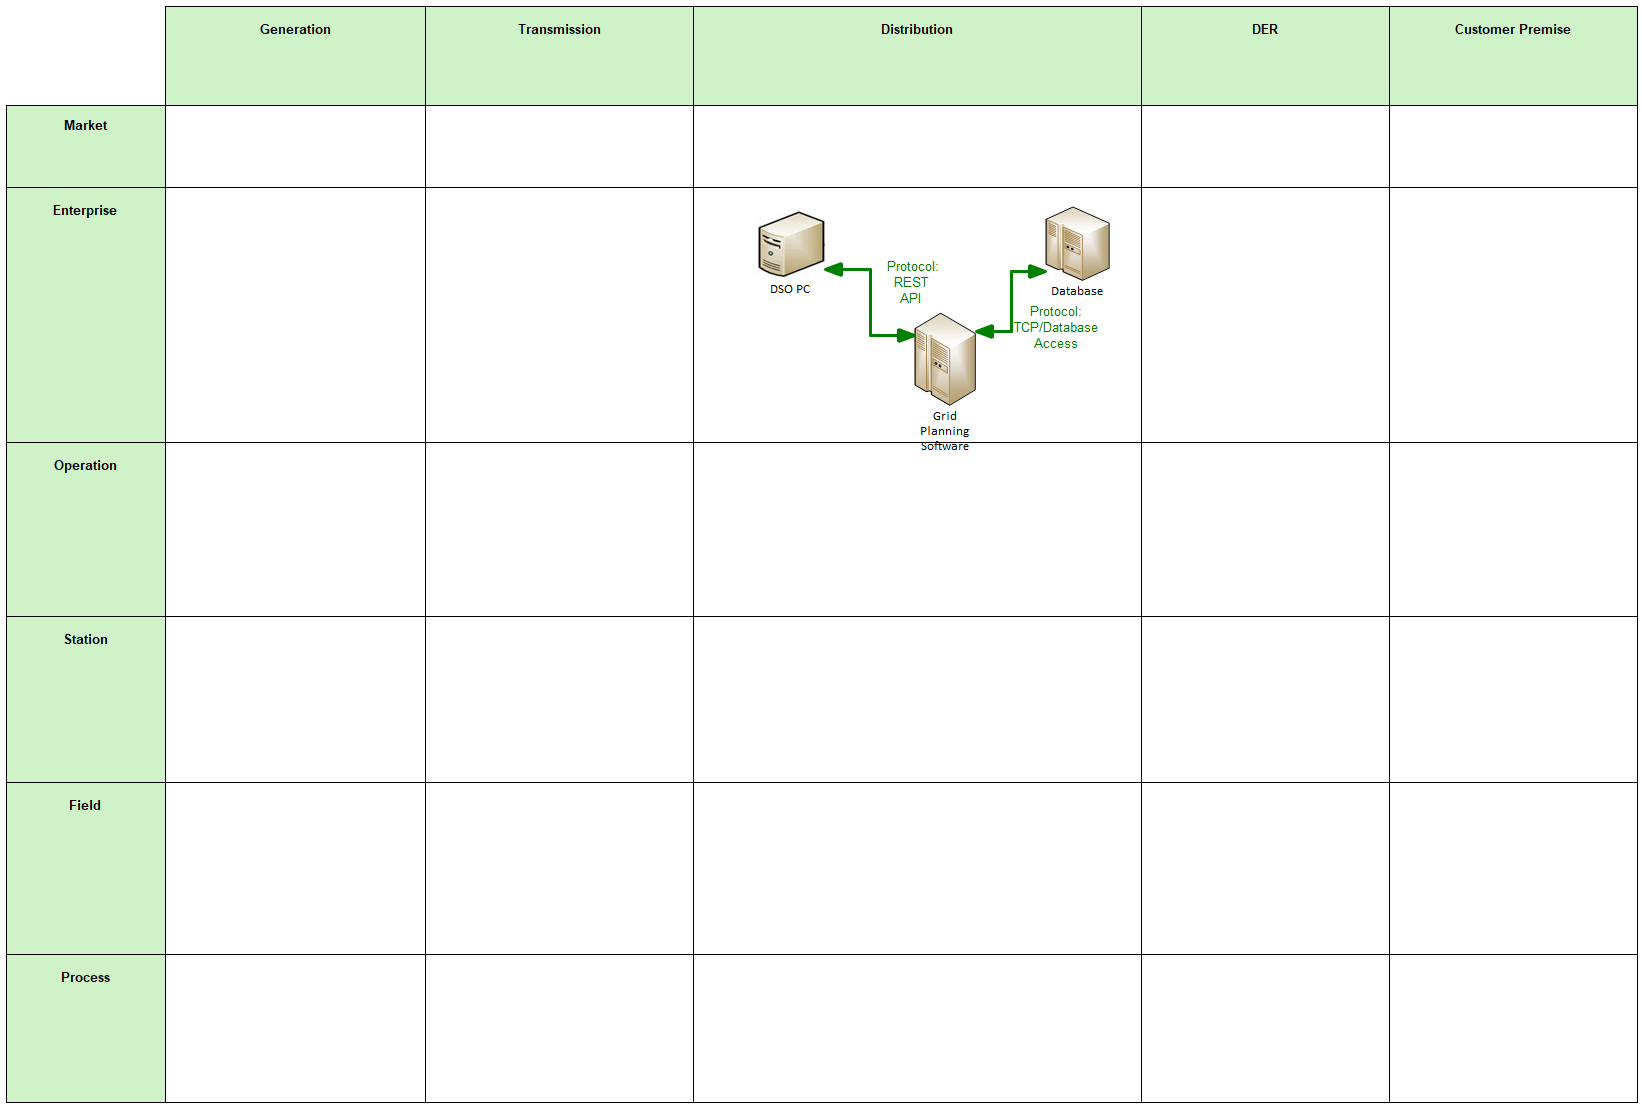 Generation
Transmission
Distribution
DER
Customer Premise
Market
Enterprise
DSO PC
Protocol:
REST
API
Database
Protocol:
TCP/Database
Access
Grid
Planning
Software
Operation
Station
Field
Process